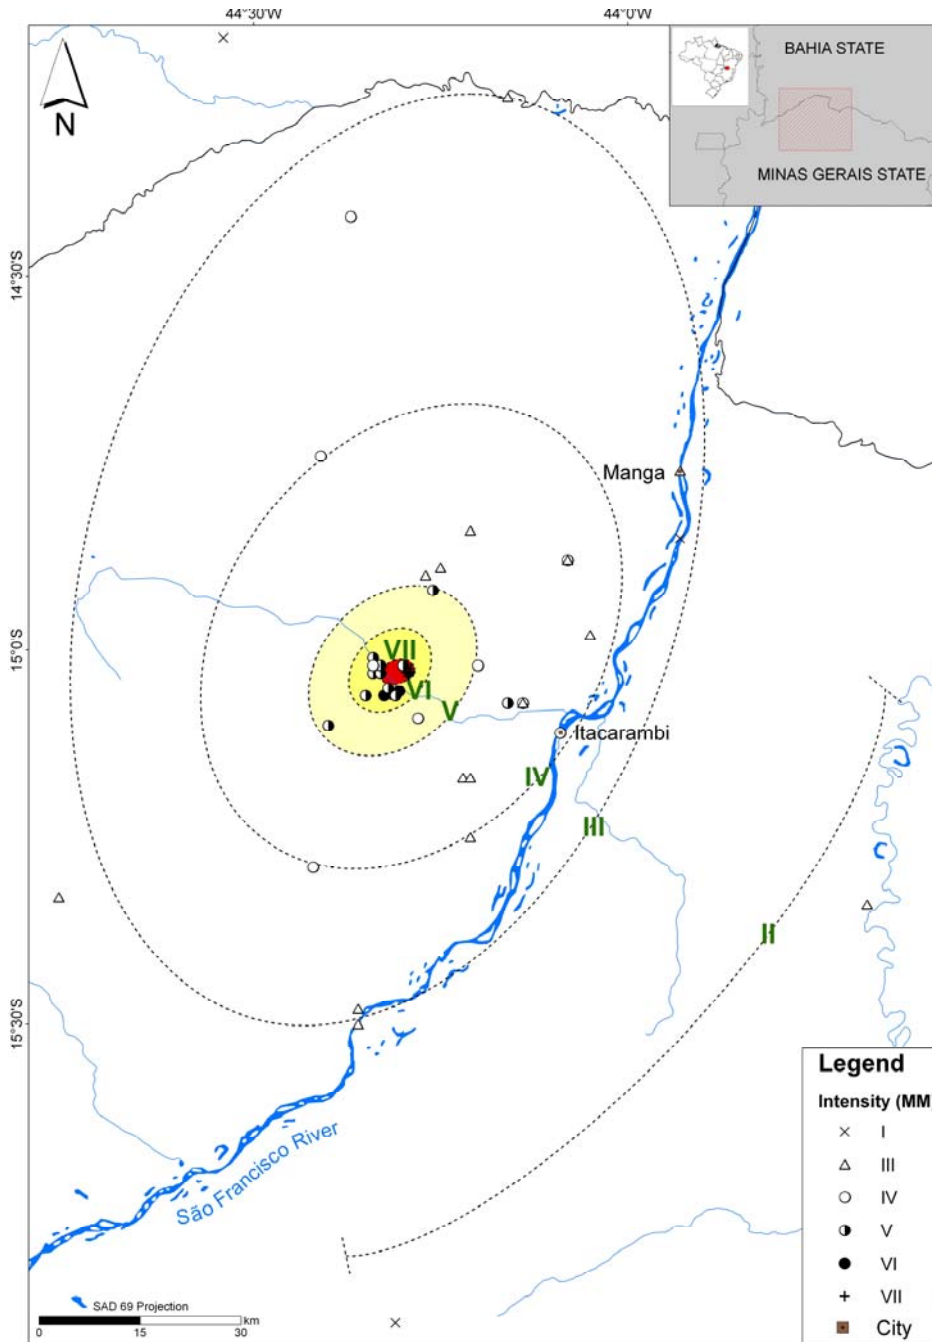 44°30'W
44°0'W
BAHIA STATE
MINAS GERAIS STATE
N
14°30'S
Manga
15°0'S
VII
VI
V
Itacarambi
IV
III
II
15°30'S
São Francisco River
Legend
Intensity (MM)
I
III
IV
V
VI
VII
City
SAD 69 Projection
km
0
15
30